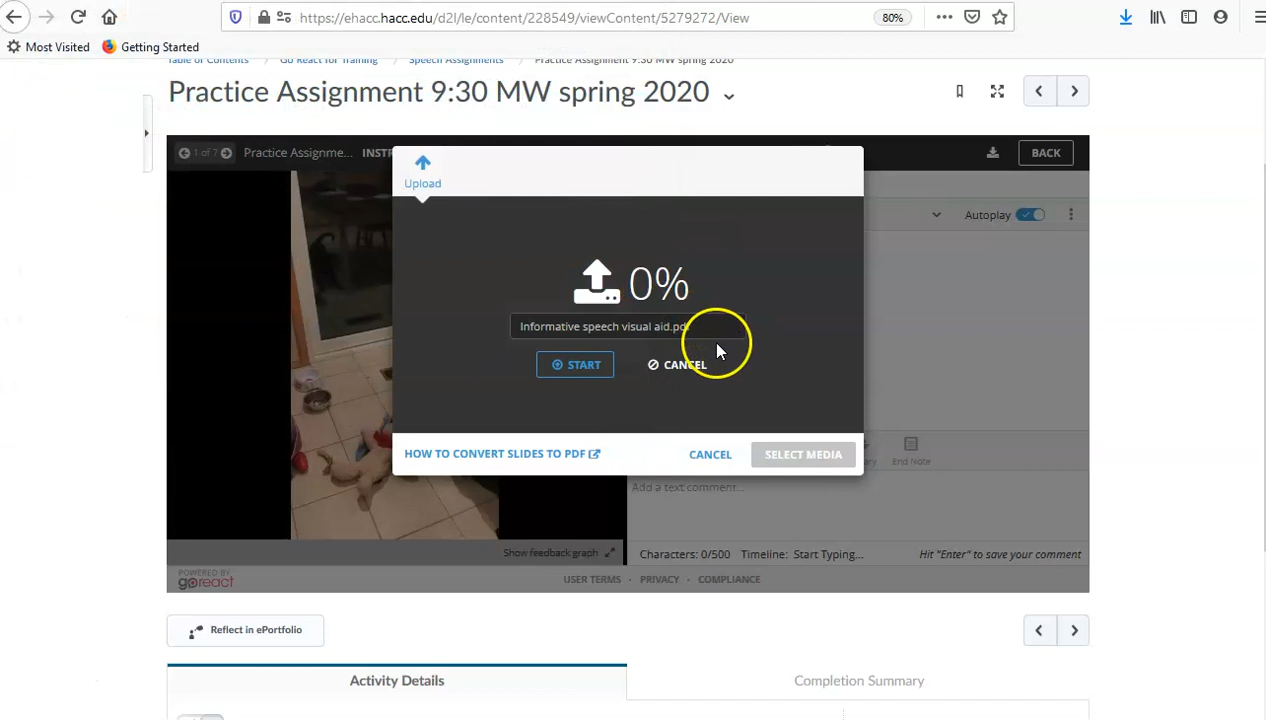 https://ehacc.hacc.edu/d2l/le/content/228549/viewContent/5279272/View
80%
Most Visited
Getting Started
Table of Contents
Go React for Training
Speech Assignments
Practice Assignment 9:30 MW spring 2020
Practice Assignment 9:30 MW spring 2020
1 of 7
Practice Assignme...
BACK
Upload
Autoplay
0%
Informative speech visual aid.pdf
START
CANCEL
HOW TO CONVERT SLIDES TO PDF
CANCEL
SELECT MEDIA
End Note
Add a text comment...
Show feedback graph
Characters: 0/500
Timeline: Start Typing...
Hit "Enter" to save your comment
POWERED BY
goreact
USER TERMS · PRIVACY · COMPLIANCE
Reflect in ePortfolio
Activity Details
Completion Summary